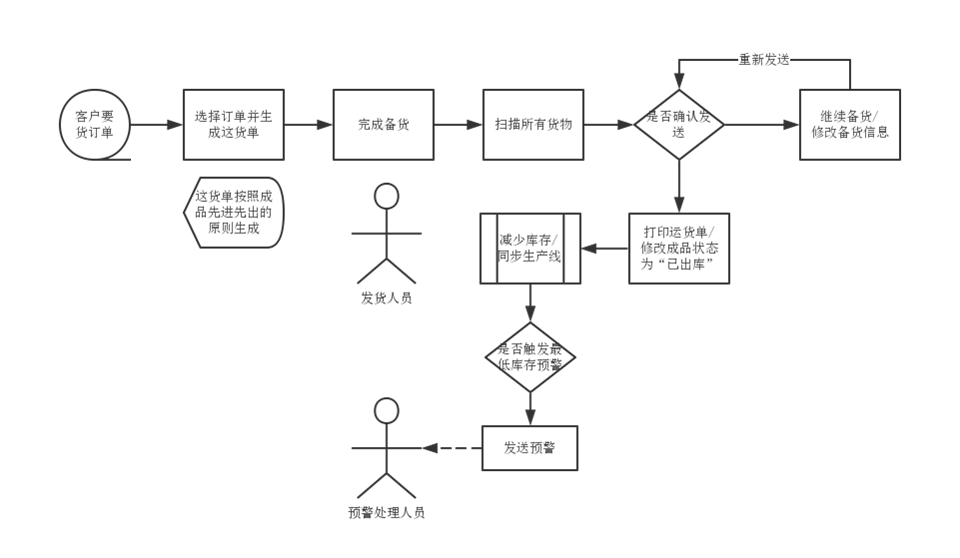 重新发送
客户要
货订单
选择订单并生
成这货单
完成备货
扫描所有货物
是否确认发
送
继续备货/
修改备货信息
这货单按照成
品先进先出的
原则生成
发货人员
减少库存/
同步生产线
打印运货单/
修改成品状态
为“已出库”
是否触发最
低库存预警
发送预警
预警处理人员